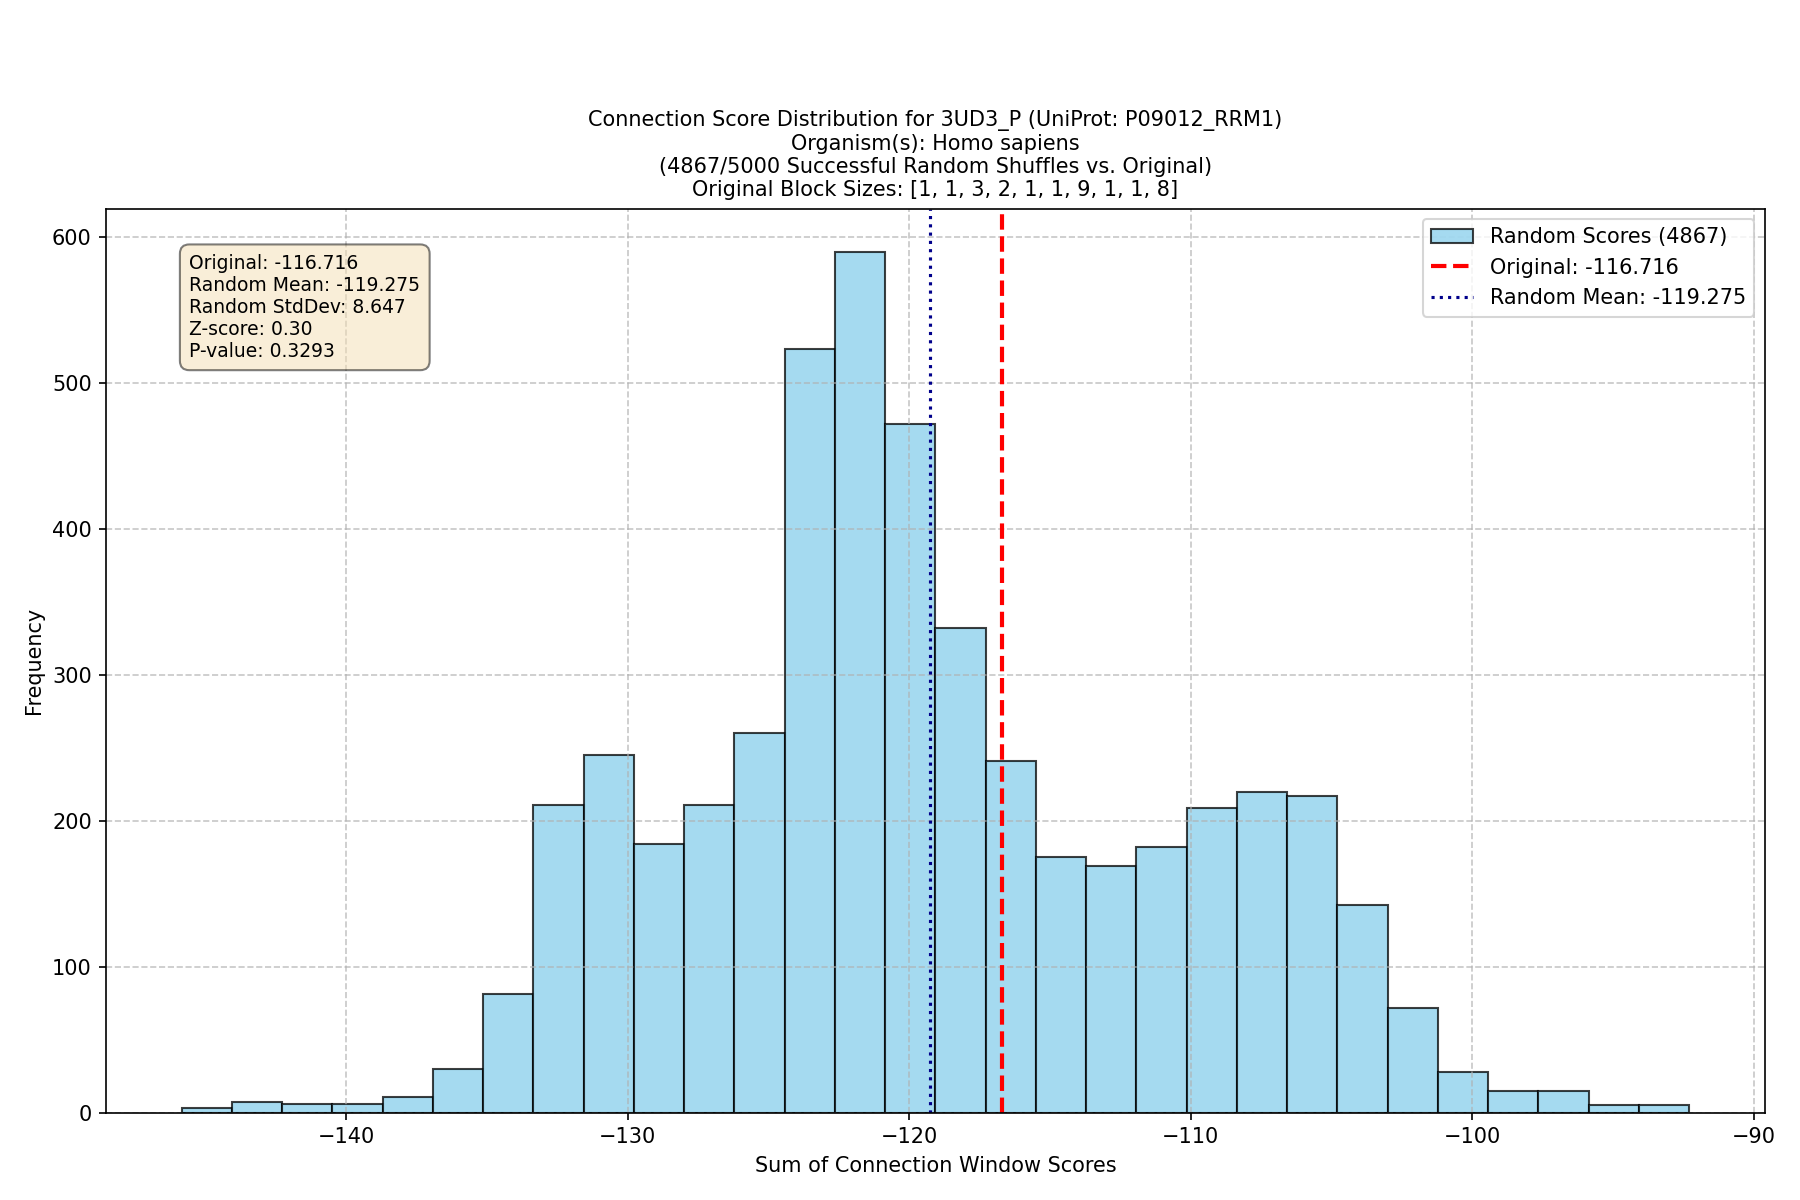 Connection Score Distribution for 3UD3_P (UniProt: P09012_RRM1)
Organism(s): Homo sapiens
(4867/5000 Successful Random Shuffles vs. Original)
Original Block Sizes: [1, 1, 3, 2, 1, 1, 9, 1, 1, 8]
Original: -116.716
Random Mean: -119.275
Random StdDev: 8.647
Z-score: 0.30
P-value: 0.3293
Random Scores (4867)
Original: -116.716
Random Mean: -119.275
Frequency
600
500
400
300
200
100
0
−140
−130
−120
−110
−100
−90
Sum of Connection Window Scores